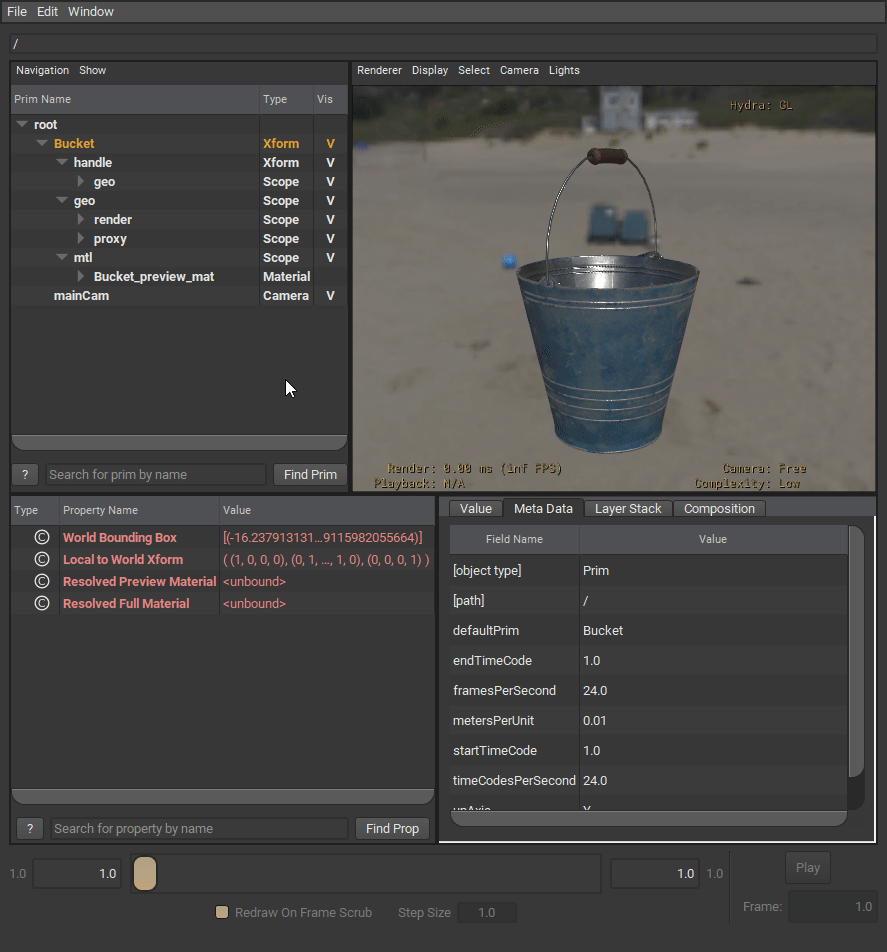 File Edit Window
/
Navigation Show
Prim Name Type Vis
root
Bucket Xform V
handle Xform V
geo Scope V
geo Scope V
render Scope V
proxy Scope V
mtl Scope V
Bucket_preview_mat Material
mainCam Camera V
? Search for prim by name Find Prim
Renderer Display Select Camera Lights
Hydra: GL
Render: 0.00 ms (inf FPS) Camera: Free
Playback: N/A Complexity: Low
Type Property Name Value
C World Bounding Box [(-16.237913131...9115982055664)]
C Local to World Xform ( (1, 0, 0, 0), (0, 1, ..., 1, 0), (0, 0, 0, 1) )
C Resolved Preview Material <unbound>
C Resolved Full Material <unbound>
? Search for property by name Find Prop
Value Meta Data Layer Stack Composition
Field Name Value
[object type] Prim
[path] /
defaultPrim Bucket
endTimeCode 1.0
framesPerSecond 24.0
metersPerUnit 0.01
startTimeCode 1.0
timeCodesPerSecond 24.0
upAxis Y
1.0 1.0 1.0 1.0 Play
Redraw On Frame Scrub Step Size 1.0 Frame: 1.0